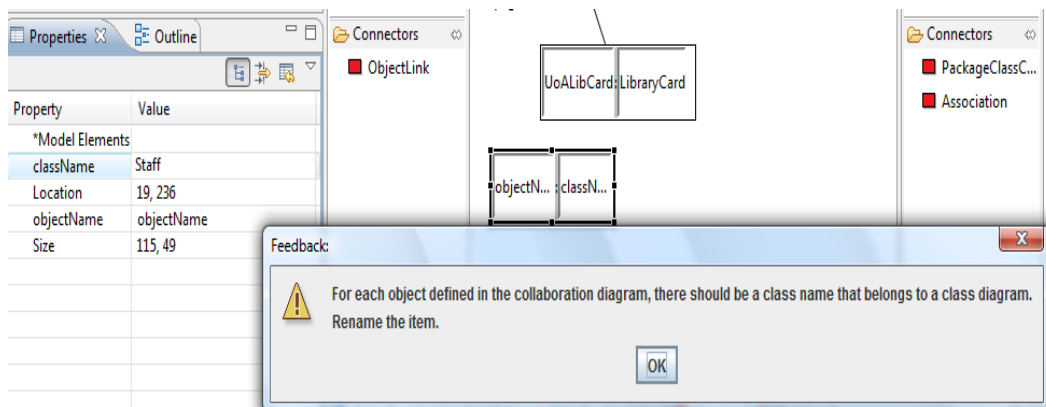 Properties
Outline
Property Value
*Model Elements
className Staff
Location 19, 236
objectName objectName
Size 115, 49
Connectors
ObjectLink
UoALibCard: LibraryCard
objectN... : classN...
Connectors
PackageClassC...
Association
Feedback:
For each object defined in the collaboration diagram, there should be a class name that belongs to a class diagram.
Rename the item.
OK